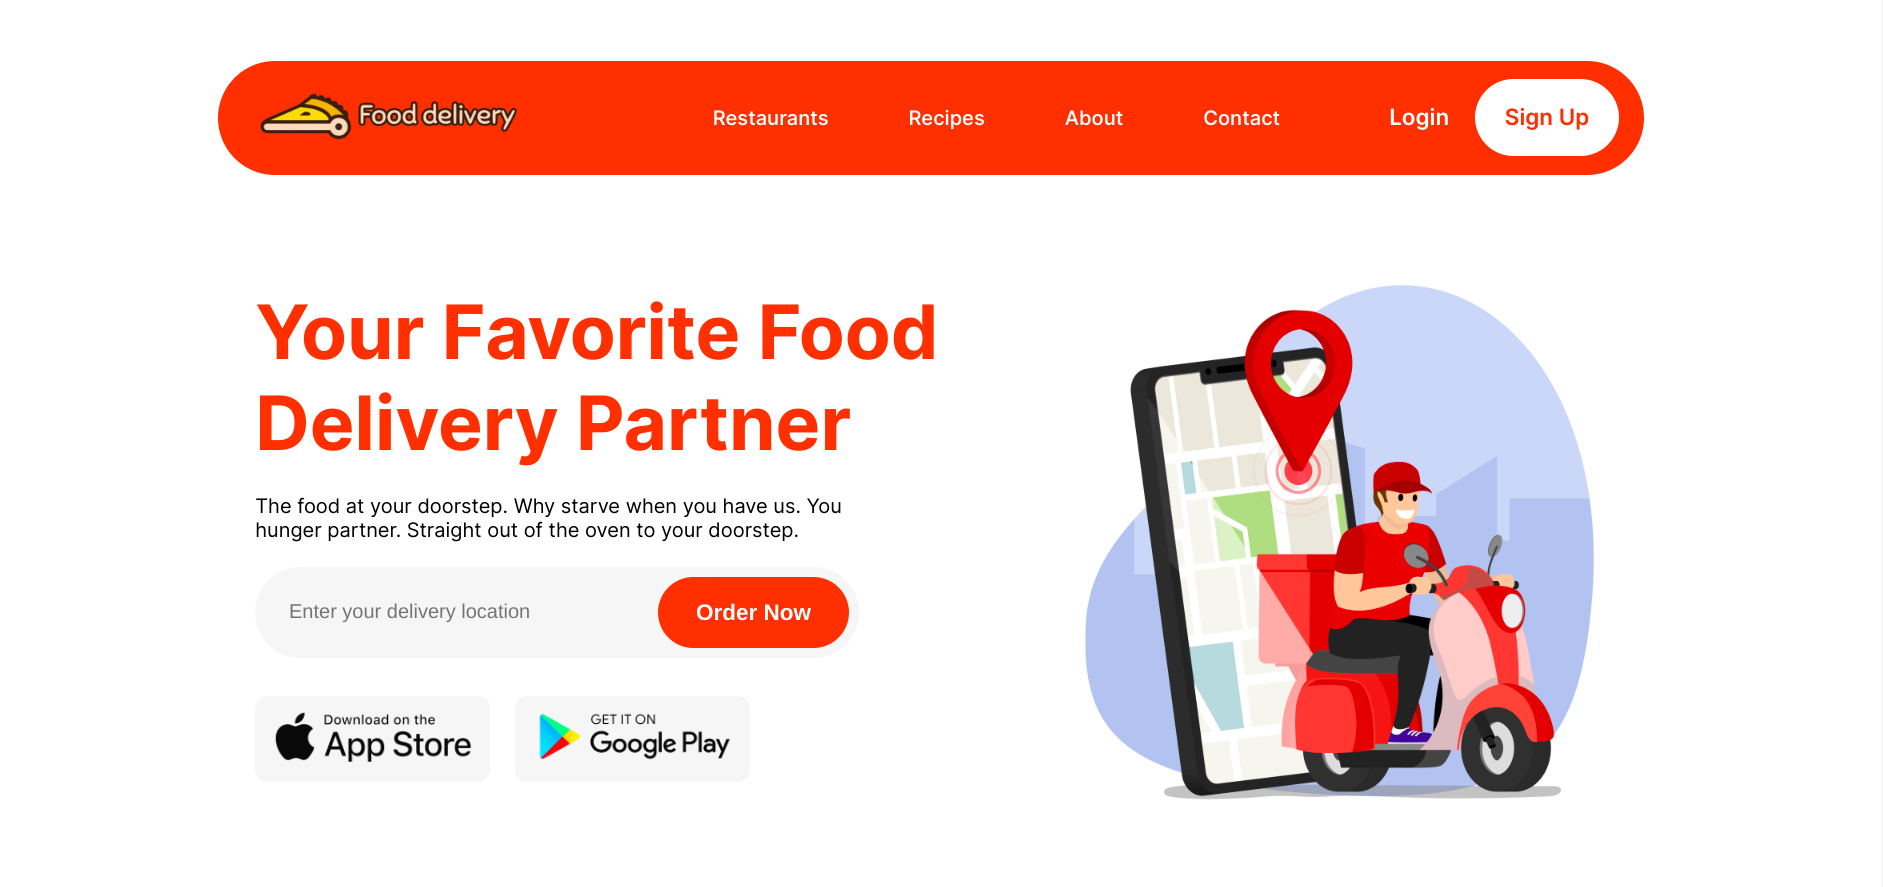 Food delivery
Restaurants
Recipes
About
Contact
Login
Sign Up
Your Favorite Food
Delivery Partner
The food at your doorstep. Why starve when you have us. You
hunger partner. Straight out of the oven to your doorstep.
Enter your delivery location
Order Now
Download on the
App Store
GET IT ON
Google Play